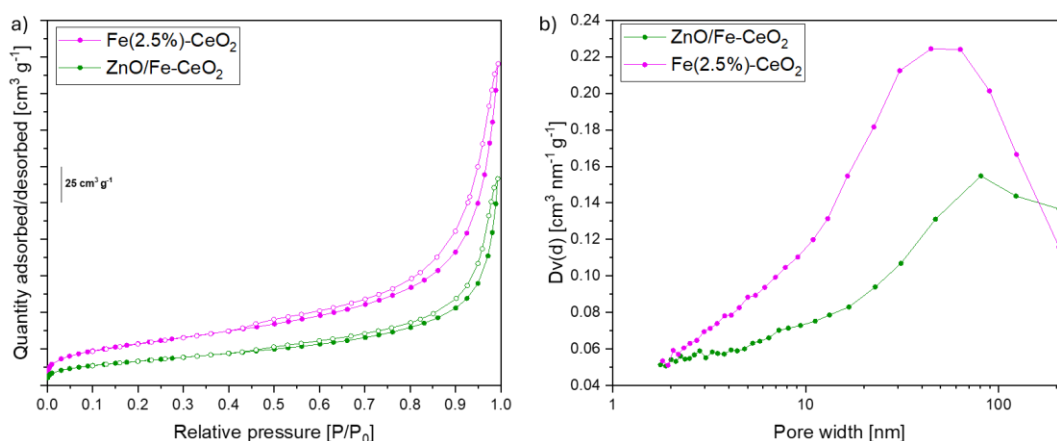 a)
Fe(2.5%)-CeO₂
ZnO/Fe-CeO₂
25 cm³ g⁻¹
Quantity adsorbed/desorbed [cm³ g⁻¹]
0.0 0.1 0.2 0.3 0.4 0.5 0.6 0.7 0.8 0.9 1.0
Relative pressure [P/P₀]
b)
ZnO/Fe-CeO₂
Fe(2.5%)-CeO₂
Dv(d) [cm³ nm⁻¹ g⁻¹]
0.24
0.22
0.20
0.18
0.16
0.14
0.12
0.10
0.08
0.06
0.04
1 10 100
Pore width [nm]